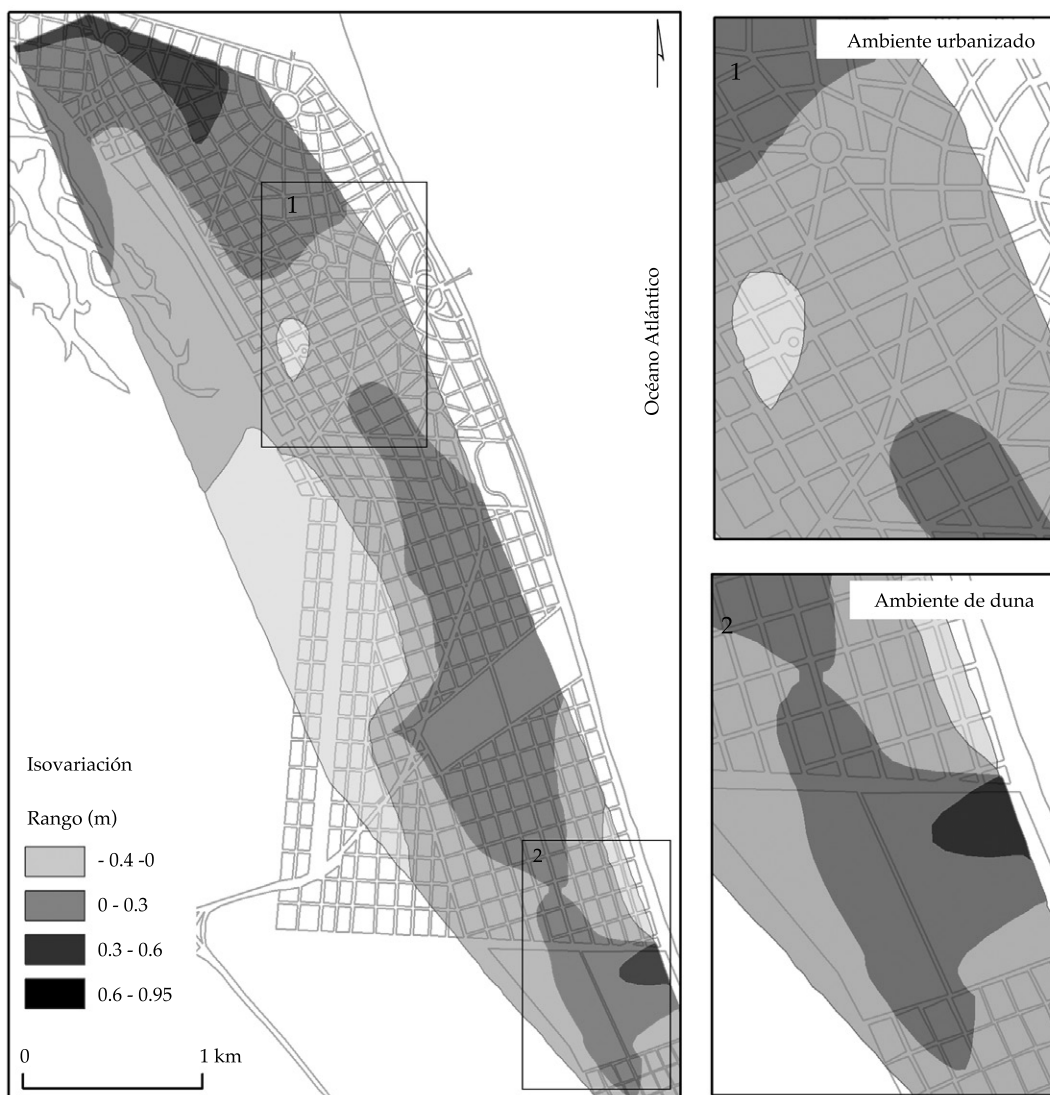 1
Océano Atlántico
2
Isovariación
Rango (m)
- 0.4 -0
0 - 0.3
0.3 - 0.6
0.6 - 0.95
0
1 km
Ambiente urbanizado
1
Ambiente de duna
2